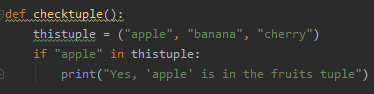 def checktuple():
    thistuple = ("apple", "banana", "cherry")
    if "apple" in thistuple:
        print("Yes, 'apple' is in the fruits tuple")